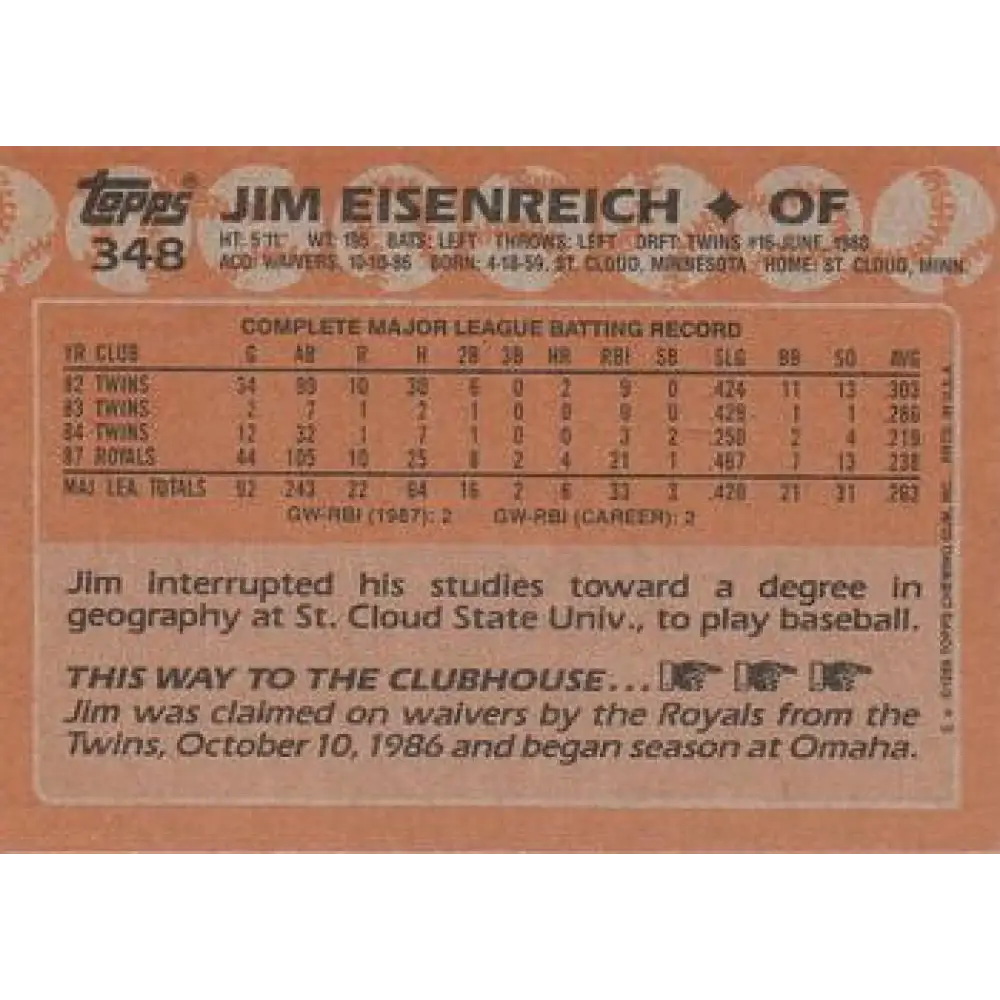 Topps JIM EISENREICH ✦ OF
348 HT: 5'11" WT: 195 BATS: LEFT THROWS: LEFT DRFT: TWINS #16-JUNE, 1980
ACQ: WAIVERS, 10-10-86 BORN: 4-18-59, ST. CLOUD, MINNESOTA HOME: ST. CLOUD, MINN.
COMPLETE MAJOR LEAGUE BATTING RECORD
YR CLUB G AB R H 2B 3B HR RBI SB SLG BB SO AVG
82 TWINS 34 99 10 30 6 0 2 9 0 .424 11 13 .303
83 TWINS 2 7 1 2 1 0 0 0 0 .429 1 1 .286
84 TWINS 12 32 1 7 1 0 0 3 2 .250 2 4 .219
87 ROYALS 44 105 10 25 8 2 4 21 1 .467 7 13 .238
MAJ. LEA. TOTALS 92 243 22 64 16 2 6 33 3 .420 21 31 .263
GW-RBI (1987): 2 GW-RBI (CAREER): 2
Jim interrupted his studies toward a degree in
geography at St. Cloud State Univ., to play baseball.
THIS WAY TO THE CLUBHOUSE...
Jim was claimed on waivers by the Royals from the
Twins, October 10, 1986 and began season at Omaha.
TOPPS CHEWING GUM, INC. PRTD. IN U.S.A.